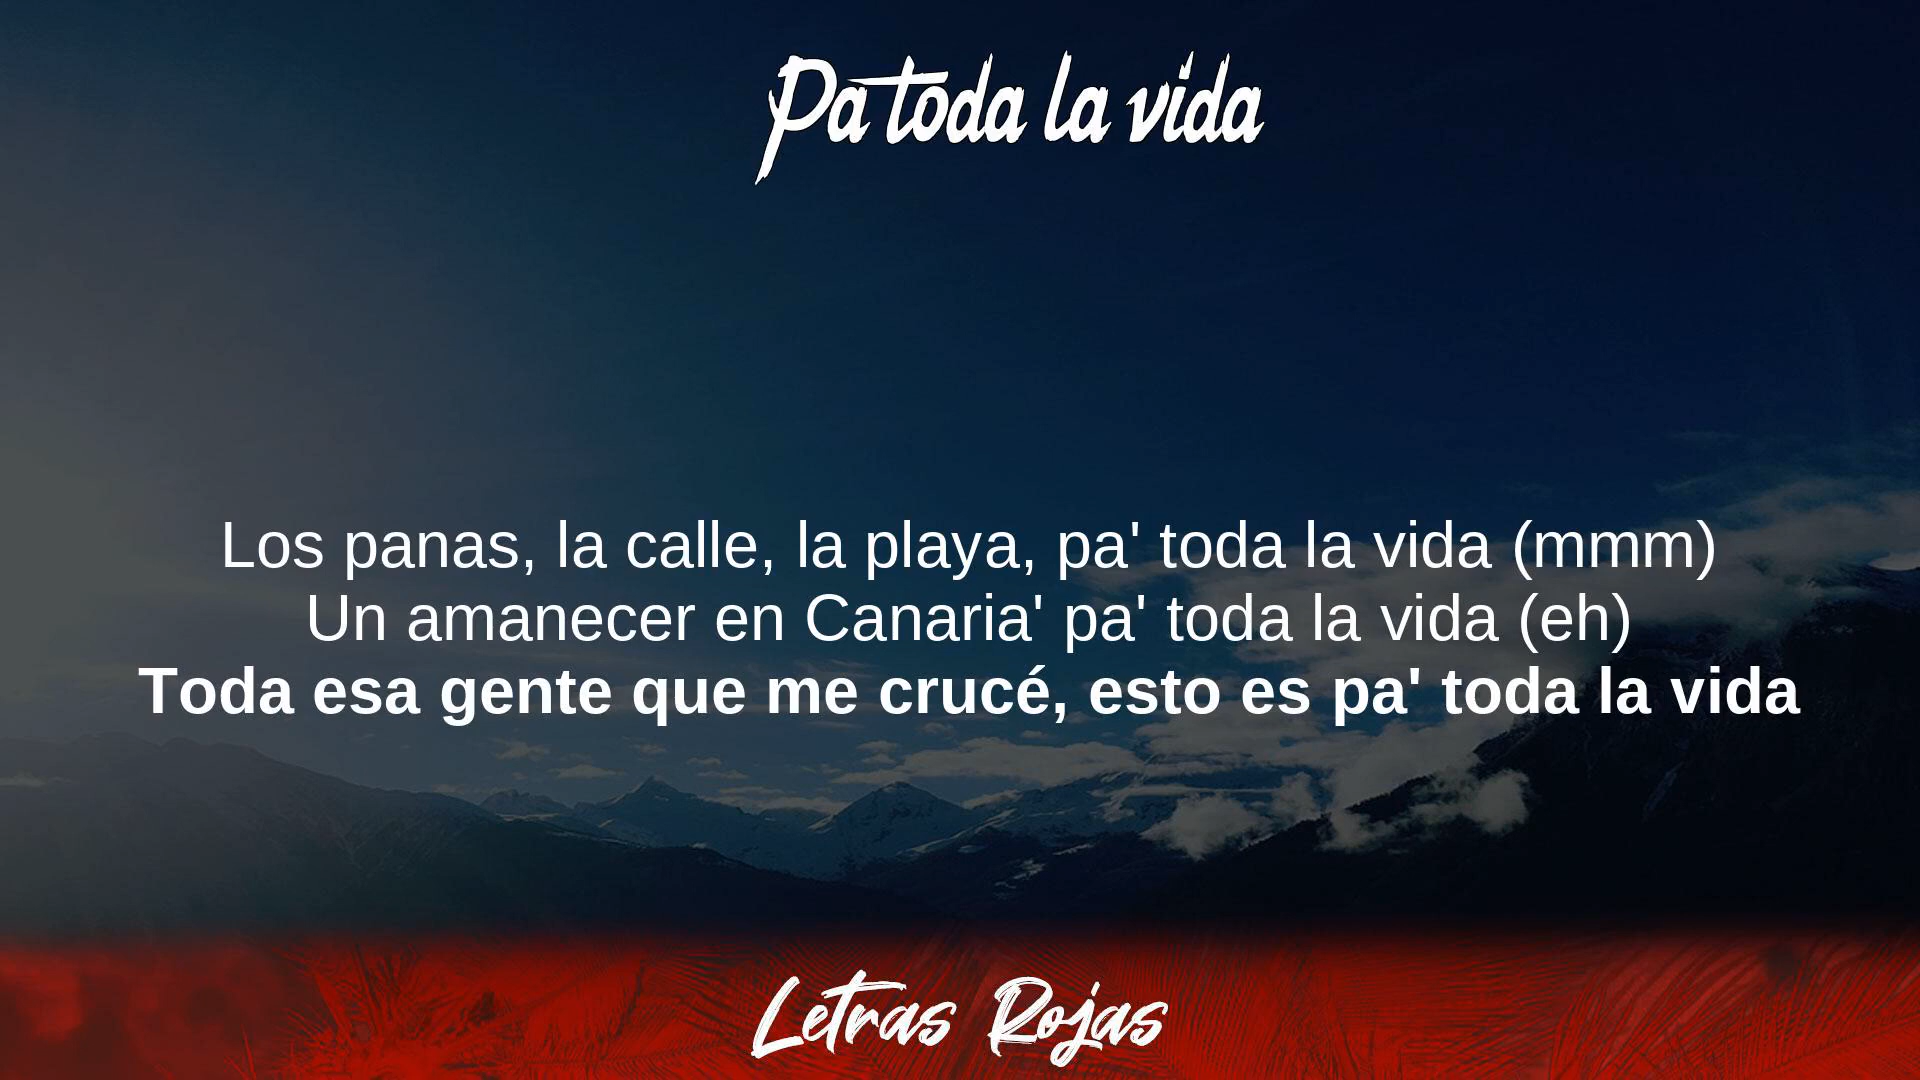 Pa toda la vida
Los panas, la calle, la playa, pa' toda la vida (mmm)
Un amanecer en Canaria' pa' toda la vida (eh)
Toda esa gente que me crucé, esto es pa' toda la vida
Letras Rojas